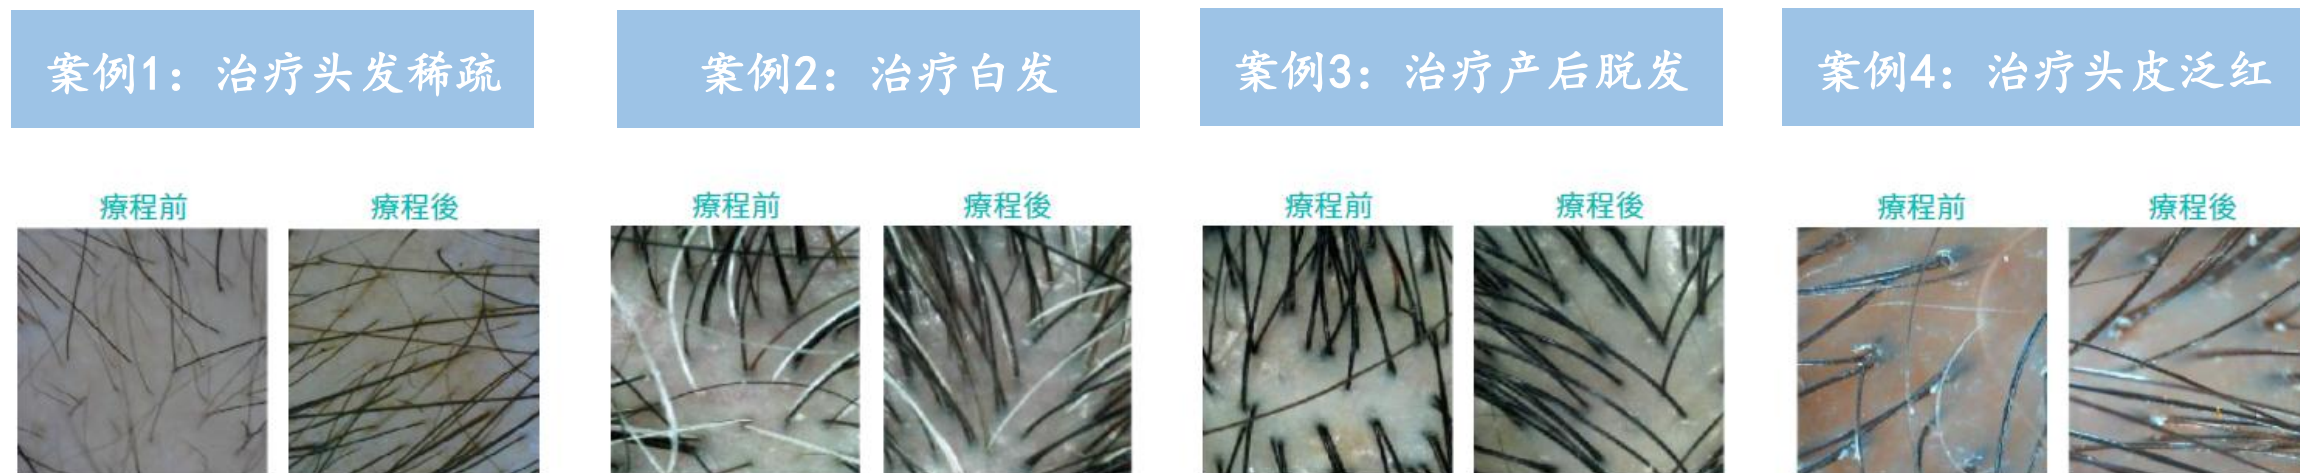 案例1：治疗头发稀疏
案例2：治疗白发
案例3：治疗产后脱发
案例4：治疗头皮泛红
療程前
療程後
療程前
療程後
療程前
療程後
療程前
療程後